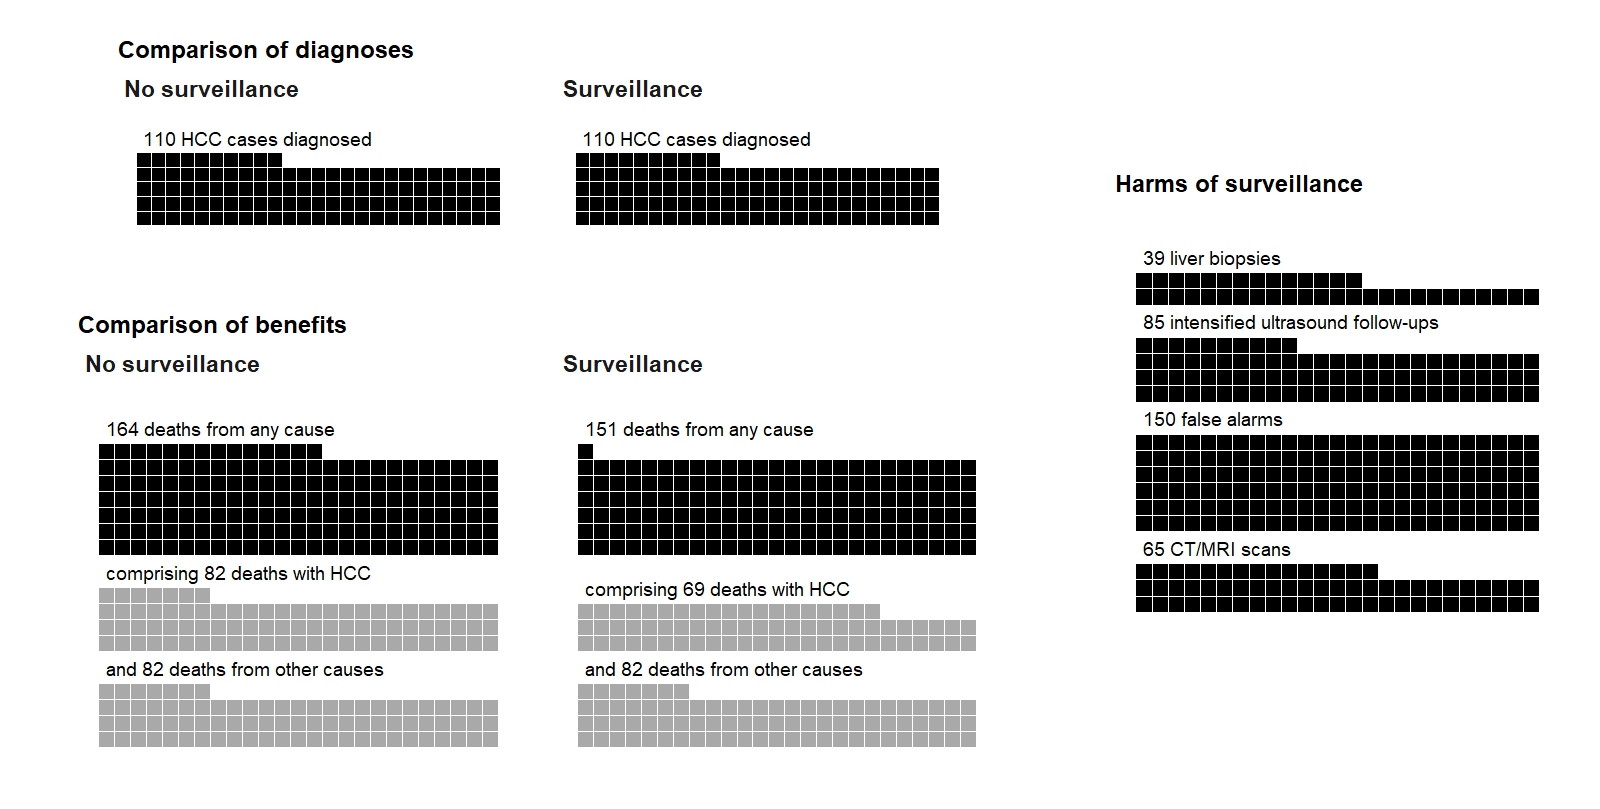 Comparison of diagnoses
No surveillance
Surveillance
110 HCC cases diagnosed
110 HCC cases diagnosed
Comparison of benefits
No surveillance
Surveillance
164 deaths from any cause
151 deaths from any cause
comprising 82 deaths with HCC
comprising 69 deaths with HCC
and 82 deaths from other causes
and 82 deaths from other causes
Harms of surveillance
39 liver biopsies
85 intensified ultrasound follow-ups
150 false alarms
65 CT/MRI scans